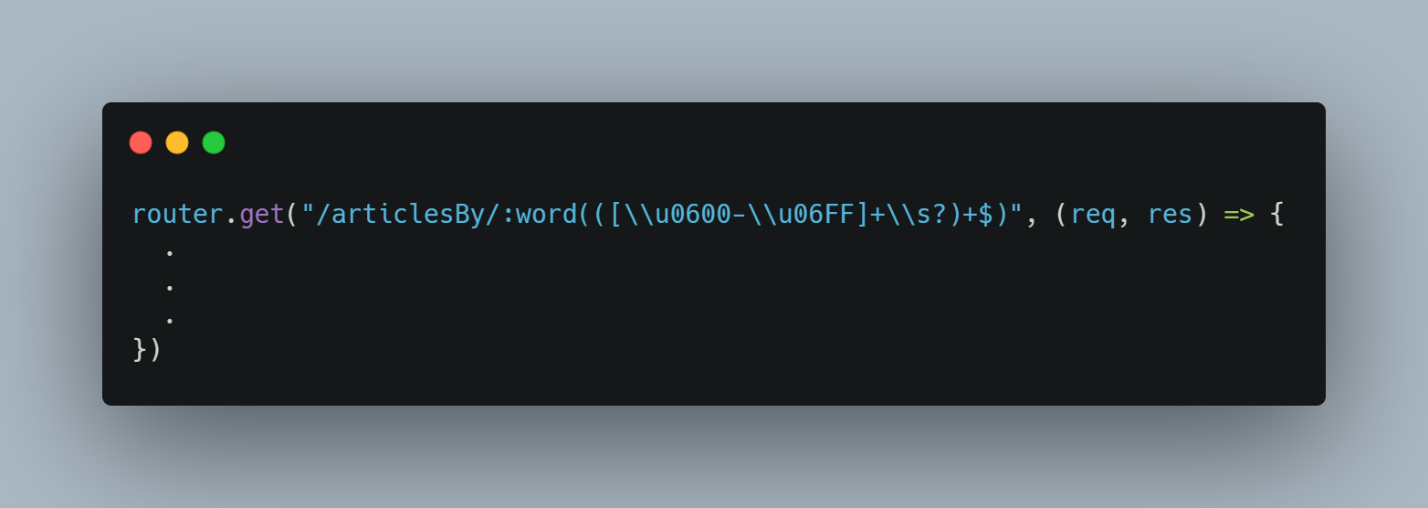 router.get("/articlesBy/:word(([\\u0600-\\u06FF]+\\s?)+$)", (req, res) => {
  .
  .
  .
})